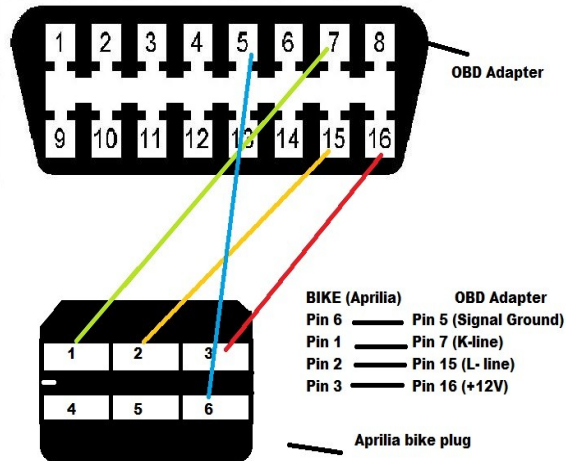 1 2 3 4 5 6 7 8
OBD Adapter
9 10 11 12 13 14 15 16
BIKE (Aprilia) OBD Adapter
Pin 6 Pin 5 (Signal Ground)
Pin 1 Pin 7 (K-line)
Pin 2 Pin 15 (L- line)
Pin 3 Pin 16 (+12V)
1 2 3
4 5 6
Aprilia bike plug